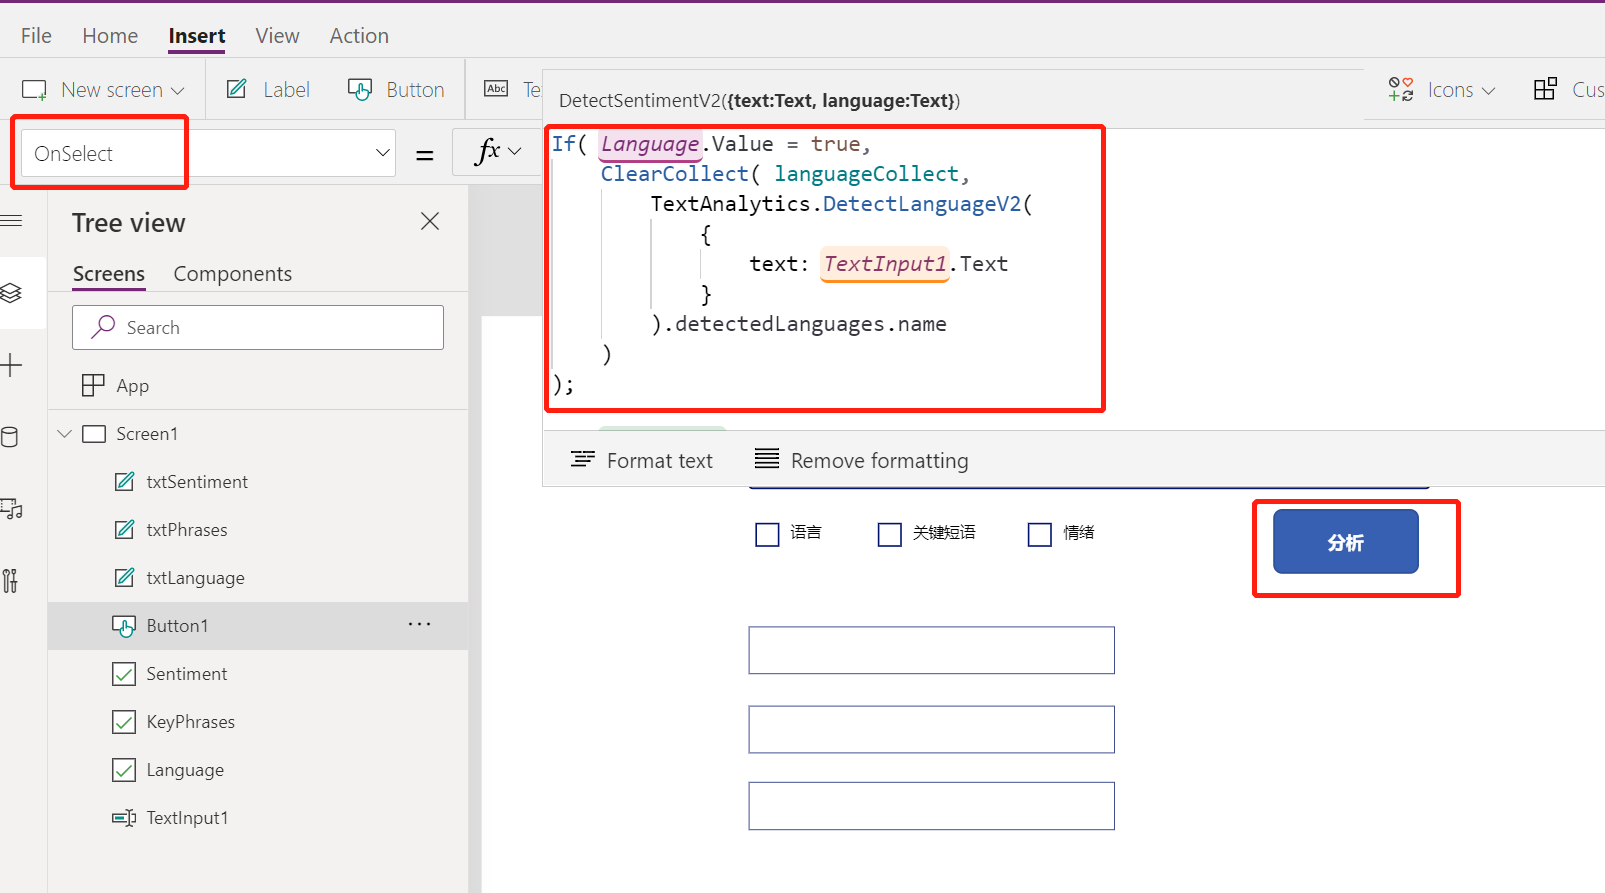 File Home Insert View Action
New screen Label Button Abc Te Icons Cus
DetectSentimentV2({text:Text, language:Text})
OnSelect = fx
If( Language.Value = true,
ClearCollect( languageCollect,
TextAnalytics.DetectLanguageV2(
{
text: TextInput1.Text
}
).detectedLanguages.name
)
);
Format text Remove formatting
Tree view
Screens Components
Search
App
Screen1
txtSentiment
txtPhrases
txtLanguage
Button1 ...
Sentiment
KeyPhrases
Language
TextInput1
语言 关键短语 情绪 分析